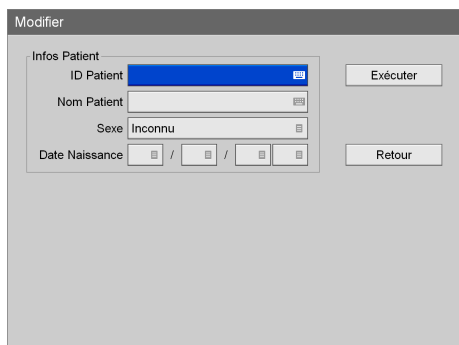 Modifier
Infos Patient
ID Patient
Exécuter
Nom Patient
Sexe Inconnu
Date Naissance / /
Retour